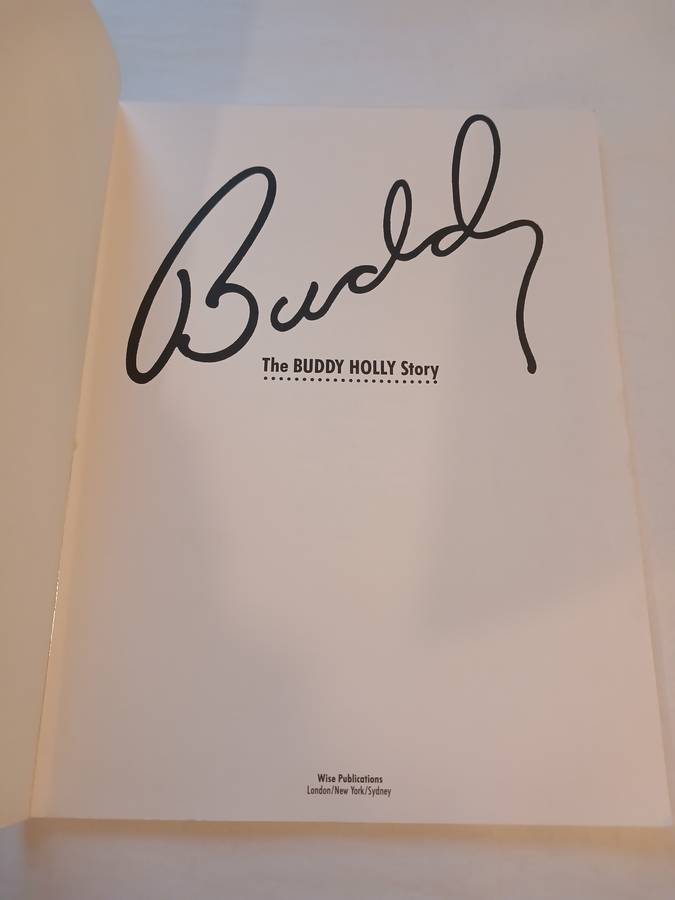 Buddy
The BUDDY HOLLY Story
Wise Publications
London/New York/Sydney